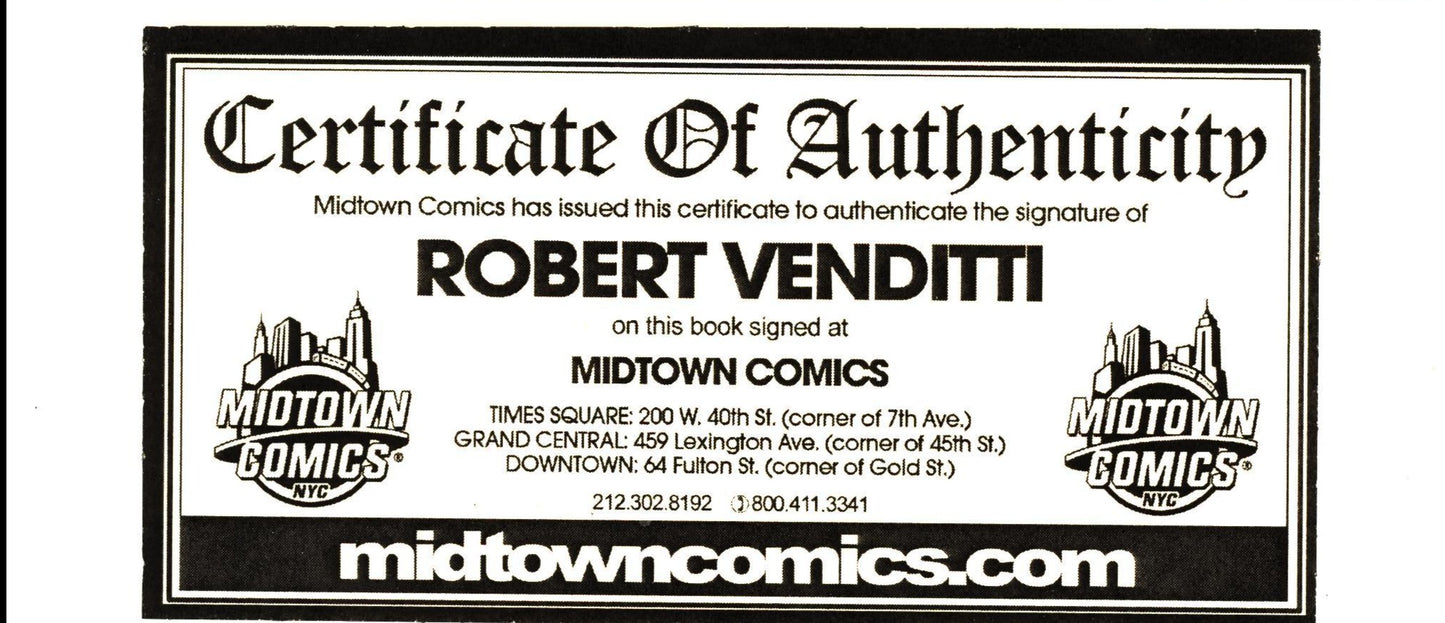 Certificate Of Authenticity
Midtown Comics has issued this certificate to authenticate the signature of
ROBERT VENDITTI
on this book signed at
MIDTOWN COMICS
TIMES SQUARE: 200 W. 40th St. (corner of 7th Ave.)
GRAND CENTRAL: 459 Lexington Ave. (corner of 45th St.)
DOWNTOWN: 64 Fulton St. (corner of Gold St.)
212.302.8192 800.411.3341
MIDTOWN
COMICS®
NYC
MIDTOWN
COMICS®
NYC
midtowncomics.com